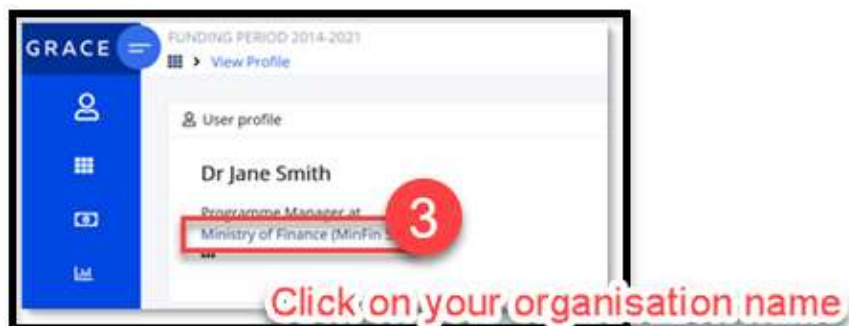 GRACE
FUNDING PERIOD 2014-2021
> View Profile
User profile
Dr Jane Smith
Programme Manager at
Ministry of Finance (MinFin
3
Click on your organisation name